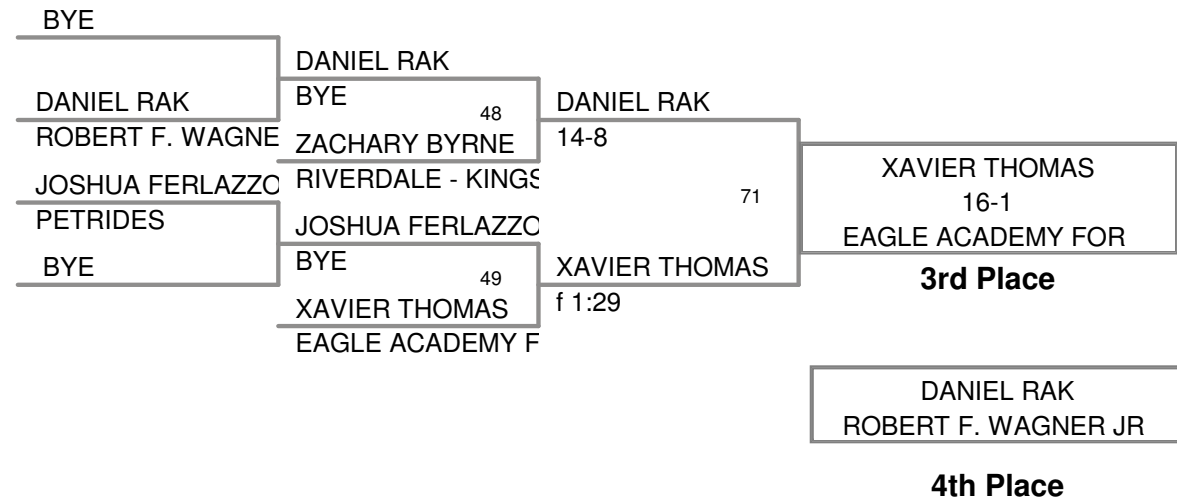 BYE
DANIEL RAK
ROBERT F. WAGNE
JOSHUA FERLAZZO
PETRIDES
BYE
DANIEL RAK
BYE
48
ZACHARY BYRNE
RIVERDALE - KINGS
JOSHUA FERLAZZO
BYE
49
XAVIER THOMAS
EAGLE ACADEMY F
DANIEL RAK
14-8
71
XAVIER THOMAS
f 1:29
XAVIER THOMAS
16-1
EAGLE ACADEMY FOR
3rd Place
DANIEL RAK
ROBERT F. WAGNER JR
4th Place